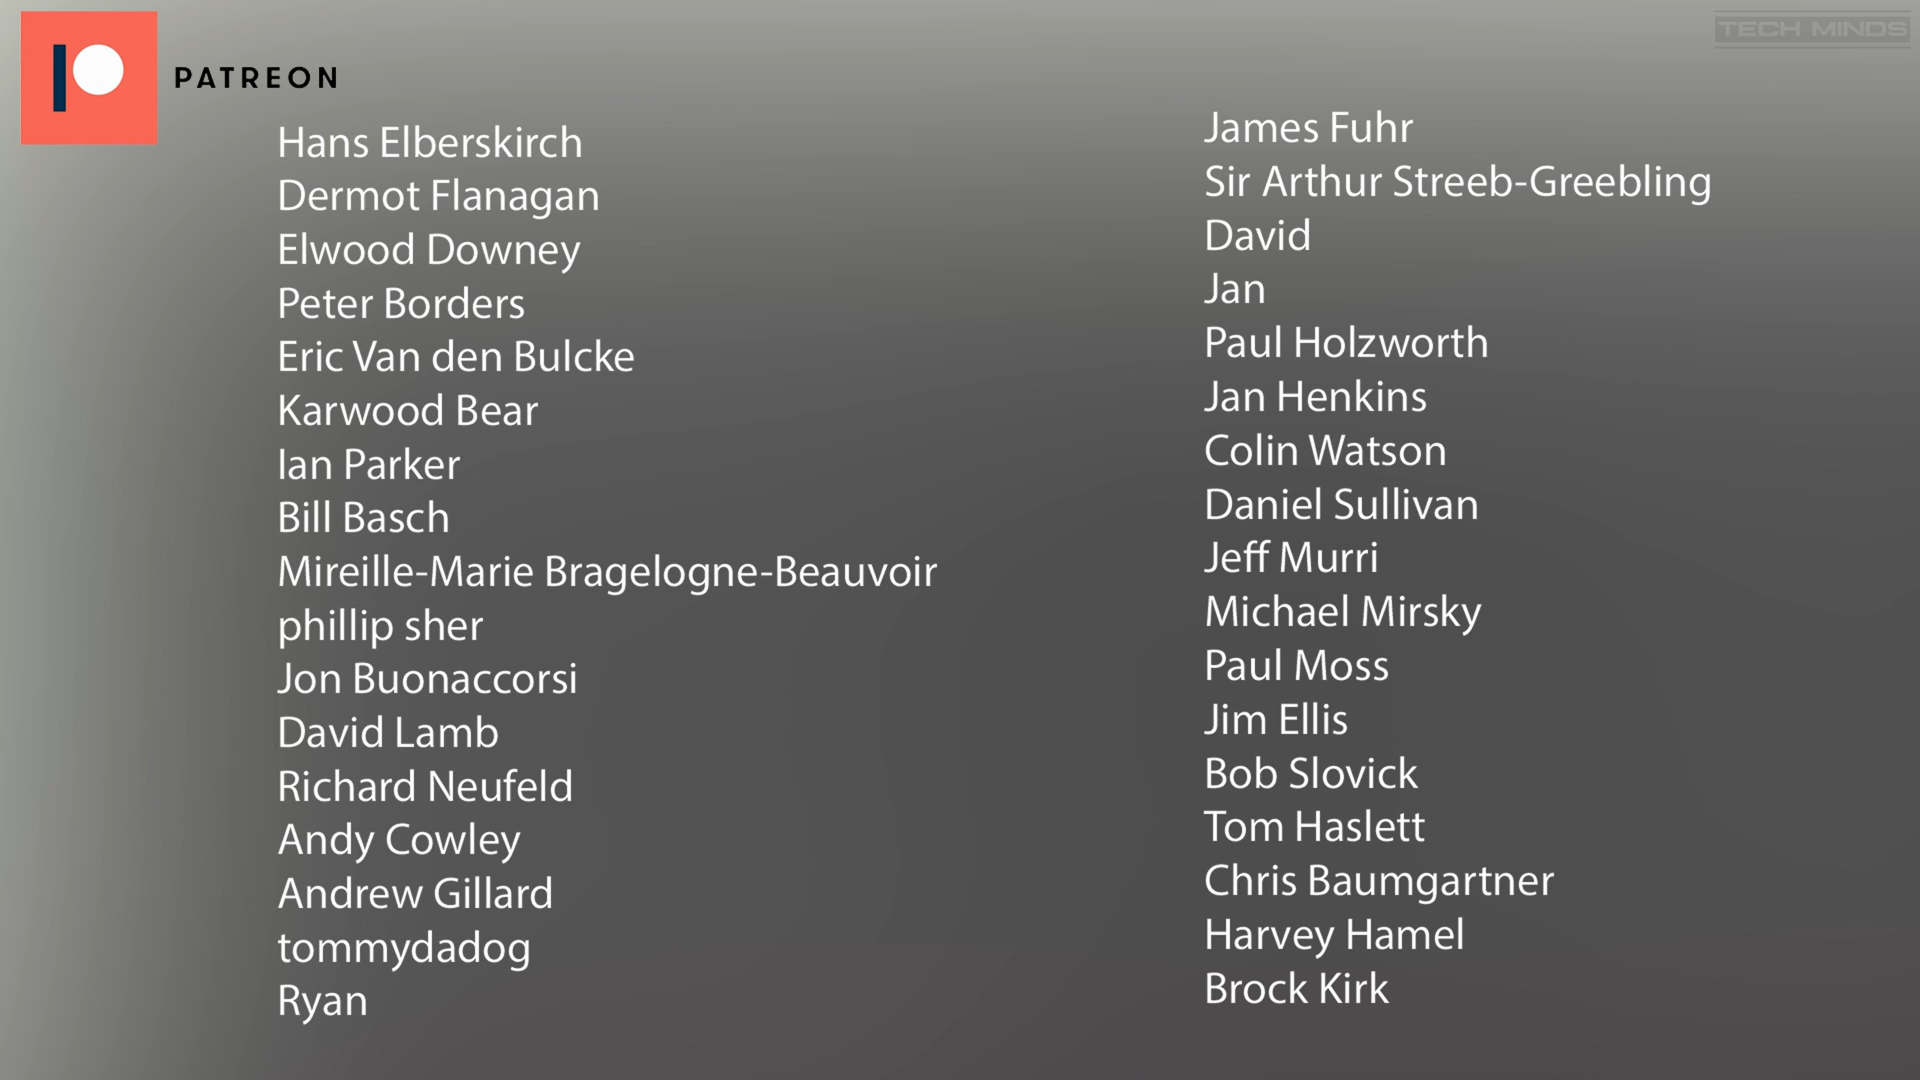 PATREON
TECH MINDS
Hans Elberskirch
Dermot Flanagan
Elwood Downey
Peter Borders
Eric Van den Bulcke
Karwood Bear
Ian Parker
Bill Basch
Mireille-Marie Bragelogne-Beauvoir
phillip sher
Jon Buonaccorsi
David Lamb
Richard Neufeld
Andy Cowley
Andrew Gillard
tommydadog
Ryan
James Fuhr
Sir Arthur Streeb-Greebling
David
Jan
Paul Holzworth
Jan Henkins
Colin Watson
Daniel Sullivan
Jeff Murri
Michael Mirsky
Paul Moss
Jim Ellis
Bob Slovick
Tom Haslett
Chris Baumgartner
Harvey Hamel
Brock Kirk